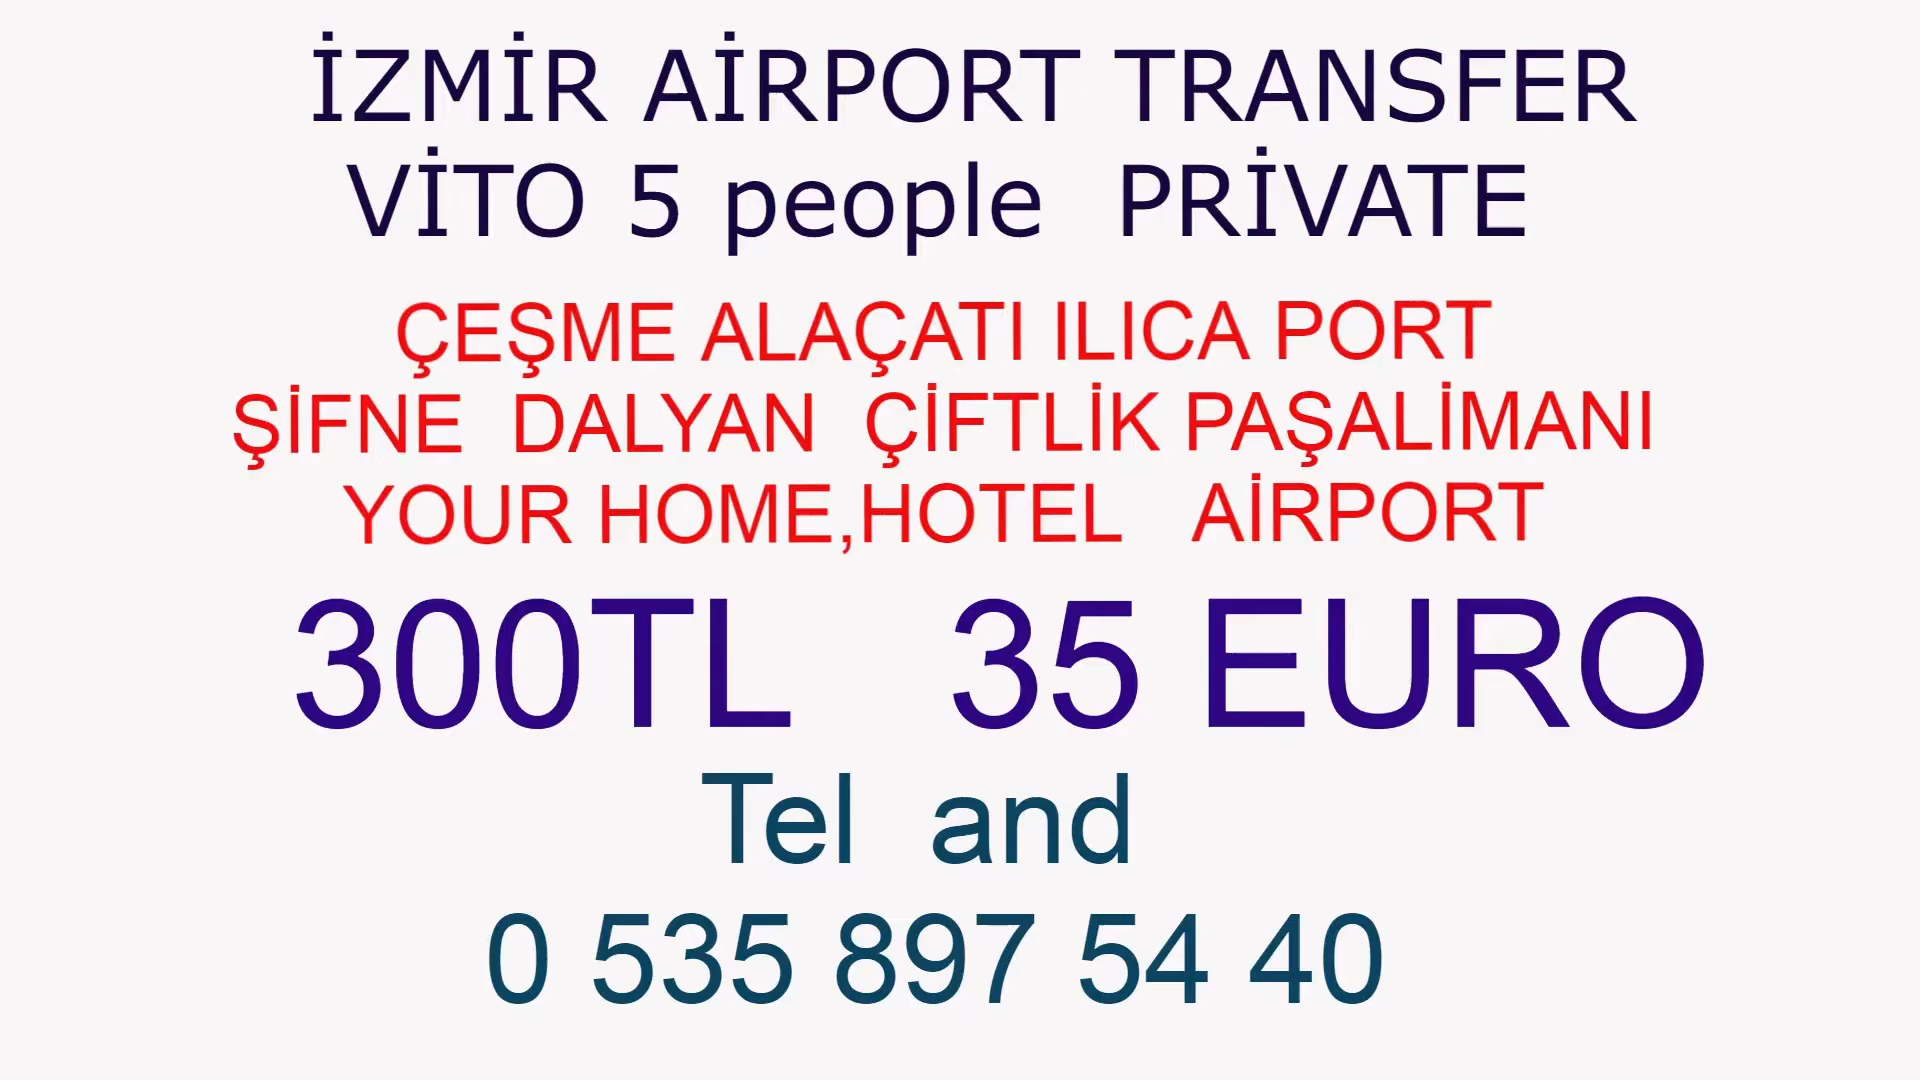 İZMİR AİRPORT TRANSFER
VİTO 5 people PRİVATE
ÇEŞME ALAÇATI ILICA PORT
ŞİFNE DALYAN ÇİFTLİK PAŞALİMANI
YOUR HOME,HOTEL AİRPORT
300TL 35 EURO
Tel and
0 535 897 54 40